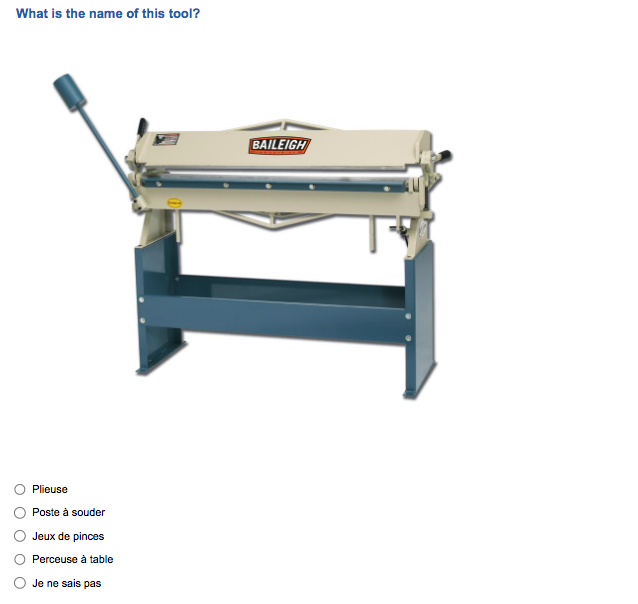 What is the name of this tool?
BAILEIGH
Plieuse
Poste à souder
Jeux de pinces
Perceuse à table
Je ne sais pas